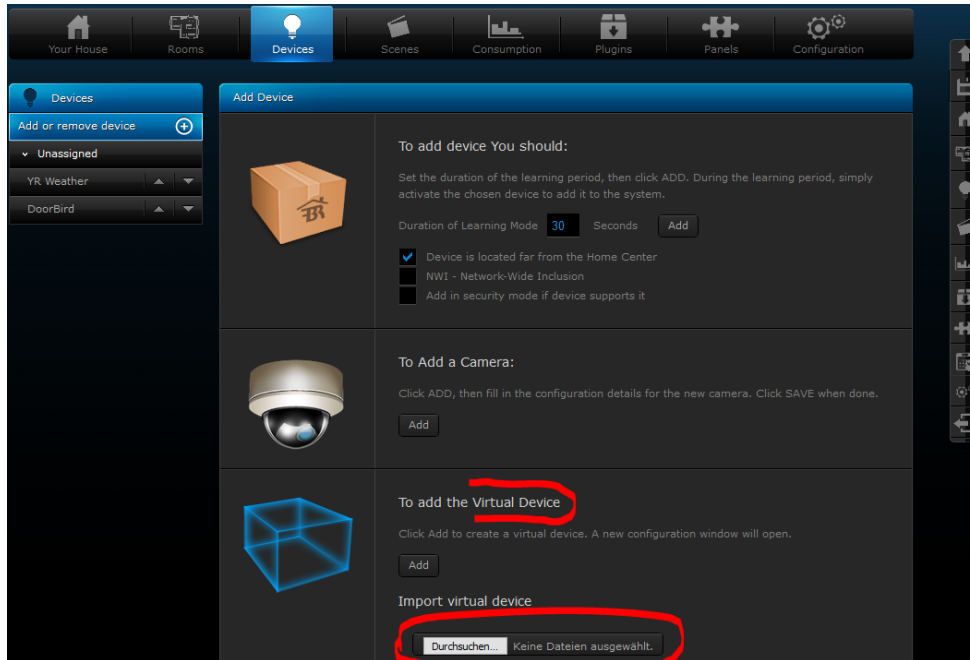 Your House Rooms Devices Scenes Consumption Plugins Panels Configuration
Devices
Add or remove device
Unassigned
YR Weather
DoorBird
Add Device
To add device You should:
Set the duration of the learning period, then click ADD. During the learning period, simply
activate the chosen device to add it to the system.
Duration of Learning Mode 30 Seconds Add
Device is located far from the Home Center
NWI - Network-Wide Inclusion
Add in security mode if device supports it
To Add a Camera:
Click ADD, then fill in the configuration details for the new camera. Click SAVE when done.
Add
To add the Virtual Device
Click Add to create a virtual device. A new configuration window will open.
Add
Import virtual device
Durchsuchen... Keine Dateien ausgewählt.